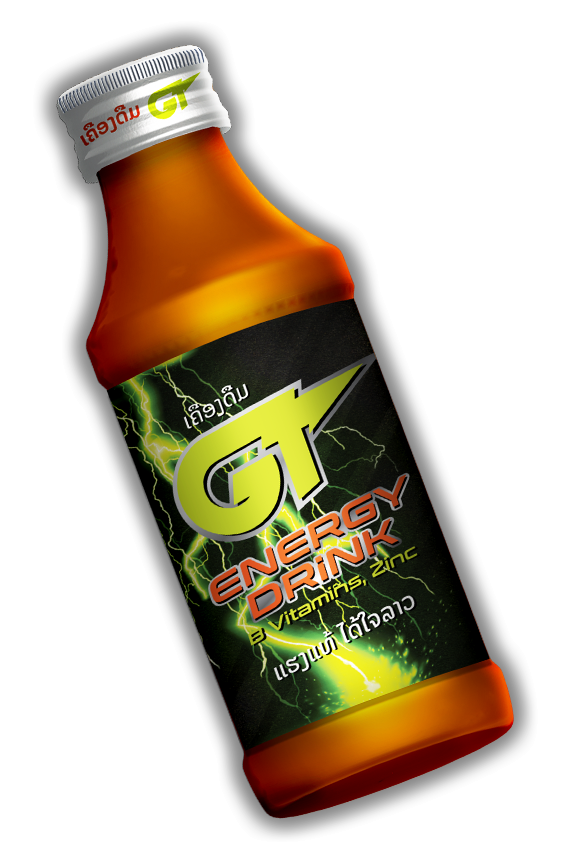 ເຄື່ອງດື່ມ GT
ເຄື່ອງດື່ມ
GT
ENERGY
DRiNK
B Vitamins, Zinc
ແຮງແທ້ ໄດ້ໃຈລາວ